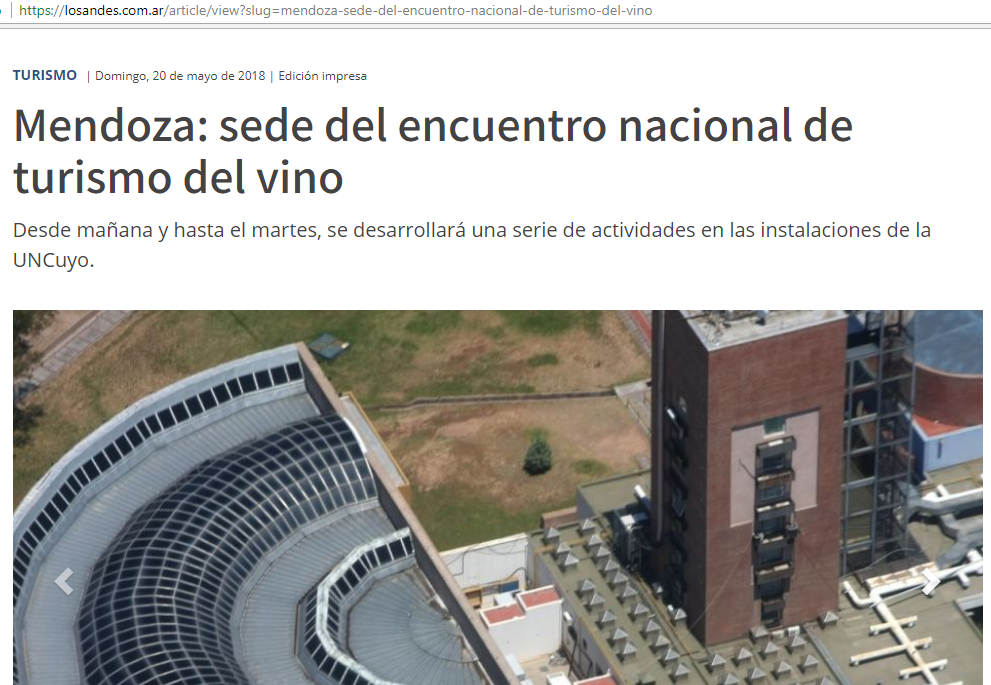 https://losandes.com.ar/article/view?slug=mendoza-sede-del-encuentro-nacional-de-turismo-del-vino
TURISMO | Domingo, 20 de mayo de 2018 | Edición impresa
Mendoza: sede del encuentro nacional de
turismo del vino
Desde mañana y hasta el martes, se desarrollará una serie de actividades en las instalaciones de la
UNCuyo.